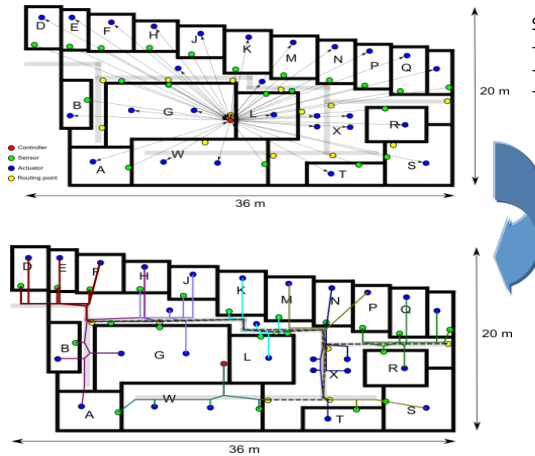 D E F H J K M N P Q
B G L X R
A W T S
Controller
Sensor
Actuator
Routing point
20 m
36 m
S
-
-
-
D E F H J K M N P Q
B G L X R
A W T S
20 m
36 m